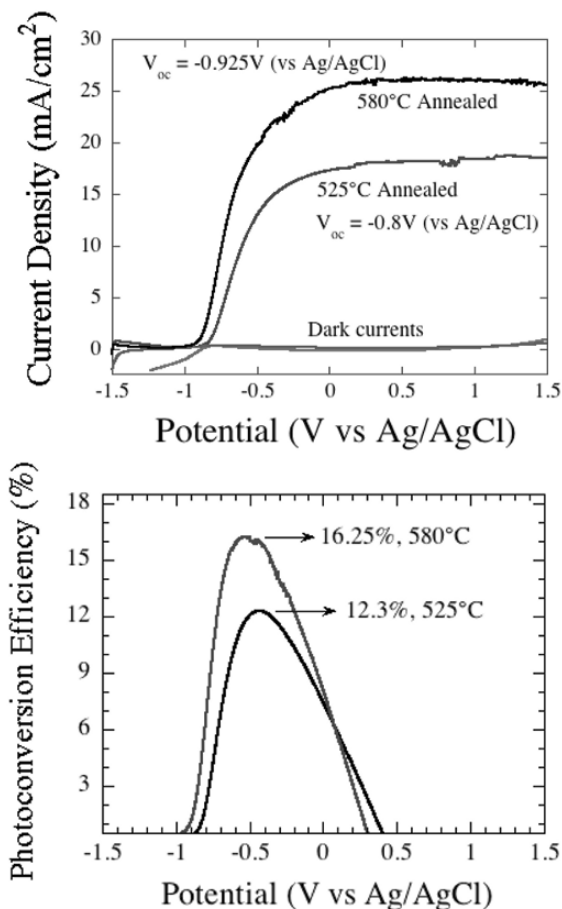 Current Density (mA/cm²)
30
25
20
15
10
5
0
V_oc = -0.925V (vs Ag/AgCl)
580°C Annealed
525°C Annealed
V_oc = -0.8V (vs Ag/AgCl)
Dark currents
-1.5 -1 -0.5 0 0.5 1 1.5
Potential (V vs Ag/AgCl)
Photoconversion Efficiency (%)
18
15
12
9
6
3
16.25%, 580°C
12.3%, 525°C
-1.5 -1 -0.5 0 0.5 1 1.5
Potential (V vs Ag/AgCl)